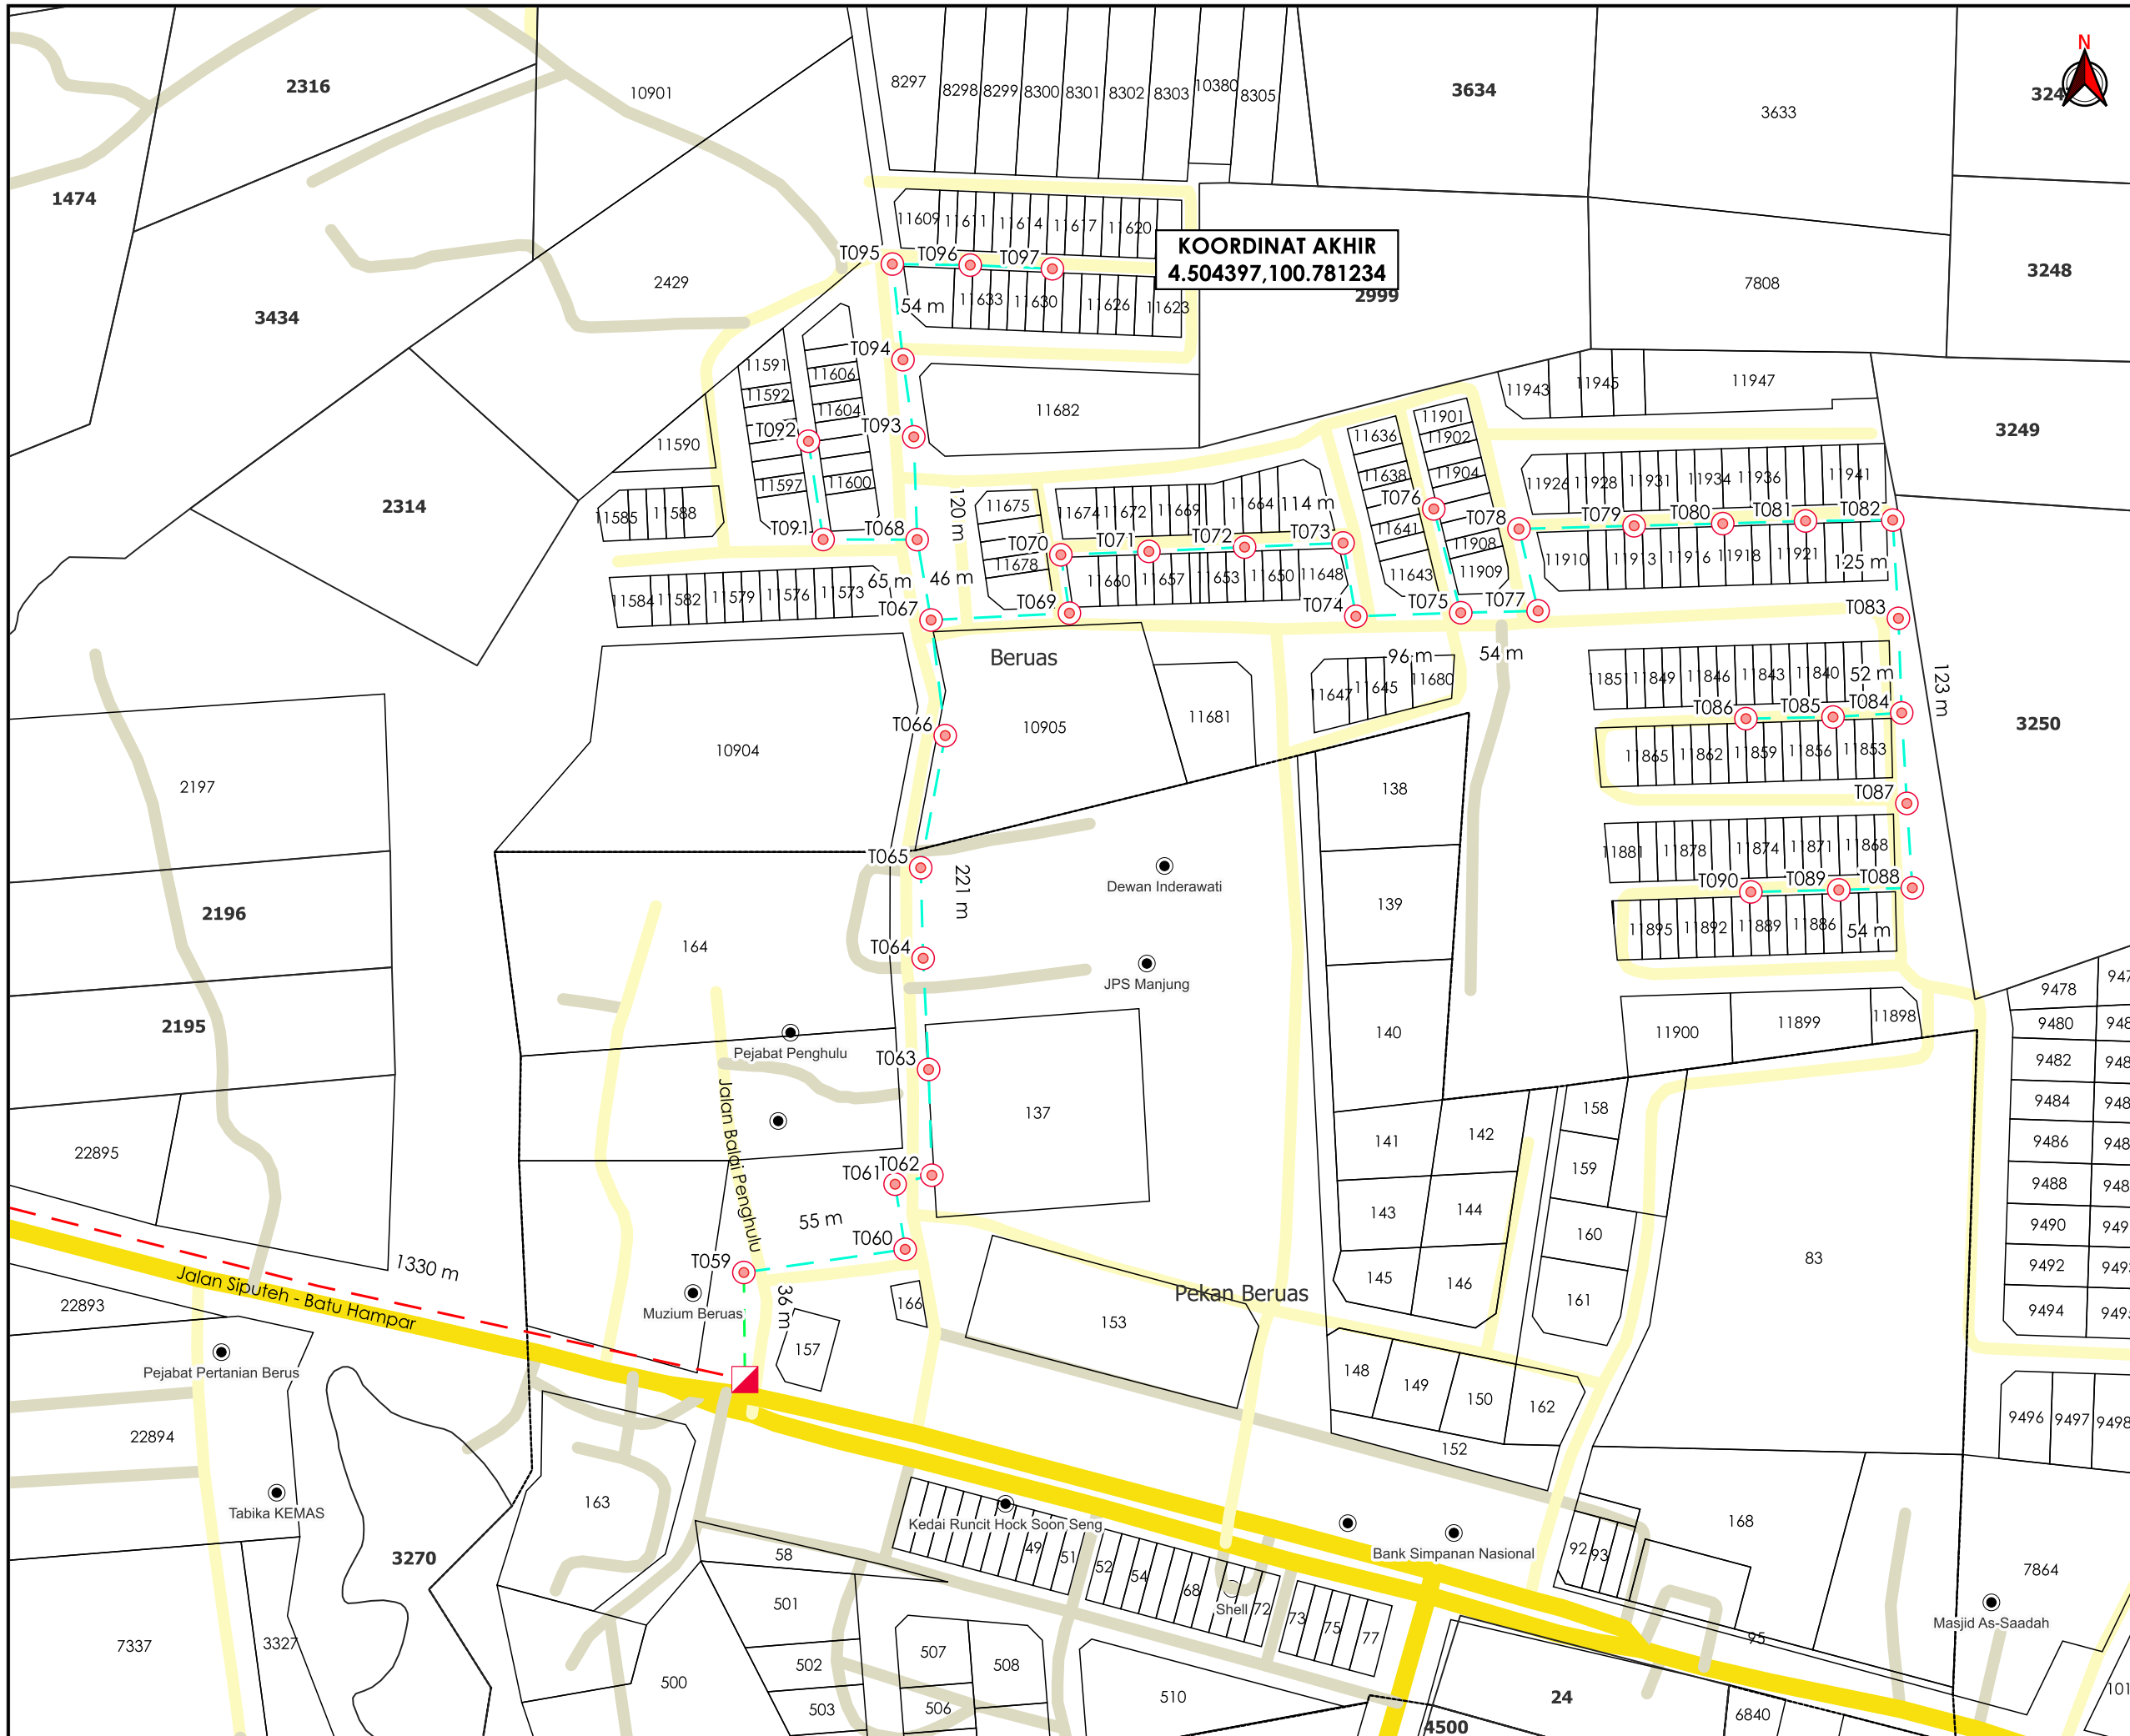 N
2316
10901
8297
8298
8299
8300
8301
8302
8303
10380
8305
3634
3633
1474
11609
11611
11614
11617
11620
T095
T096
T097
KOORDINAT AKHIR
4.504397,100.781234
2999
7808
3248
3434
2429
54 m
11633
11630
11626
11623
T094
11591
11592
11606
11604
11682
T092
T093
11590
11597
11600
2314
11585
11588
T091
T068
120 m
11675
11674
11672
11669
11664
114 m
11636
11638
11641
11643
T076
11901
11902
11904
11908
11909
T078
11943
11945
11947
3249
11926
11928
11931
11934
11936
11941
T079
T080
T081
T082
11910
11913
11916
11918
11921
125 m
T070
T071
T072
T073
11678
11660
11657
11653
11650
11648
11584
11582
11579
11576
11573
65 m
46 m
T067
T069
T074
T075
T077
T083
Beruas
96 m
54 m
11647
11645
11680
1185
11849
11846
11843
11840
52 m
123 m
T086
T085
T084
3250
T066
10904
10905
11681
11865
11862
11859
11856
11853
2197
138
T087
T065
221 m
Dewan Inderawati
11881
11878
11874
11871
11868
T090
T089
T088
2196
164
139
11895
11892
11889
11886
54 m
T064
JPS Manjung
2195
Pejabat Penghulu
T063
137
140
11900
11899
11898
9478
9480
9482
9484
9486
9488
9490
9492
9494
Jalan Balai Penghulu
22895
T061
T062
141
142
158
159
143
144
160
145
146
161
83
55 m
T060
T059
1330 m
Jalan Siputeh - Batu Hampar
Muzium Beruas
36 m
166
157
153
Pekan Beruas
22893
Pejabat Pertanian Berus
148
149
150
162
152
9496
9497
9498
22894
Tabika KEMAS
163
Kedai Runcit Hock Soon Seng
49
51
52
54
68
72
73
75
77
Shell
Bank Simpanan Nasional
92
93
168
7864
Masjid As-Saadah
95
3270
58
501
502
503
500
507
508
506
510
7337
3327
24
4500
6840